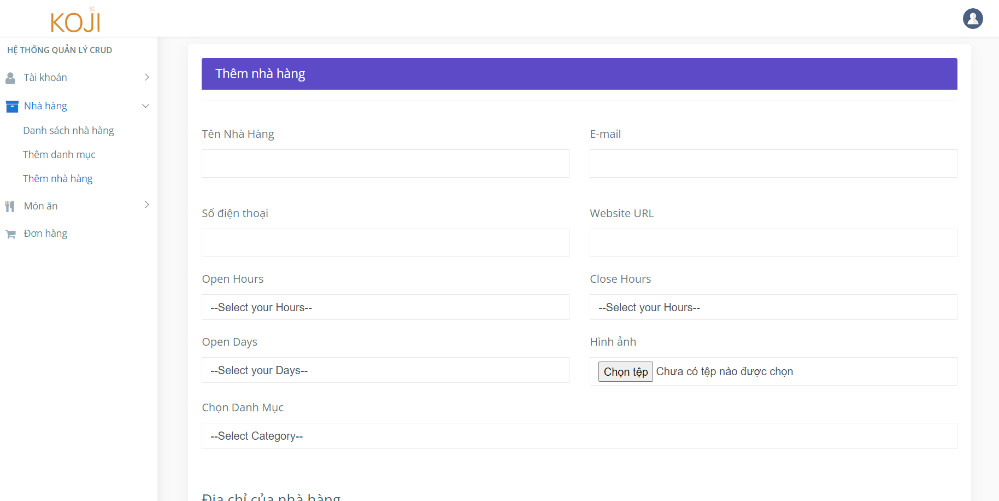 KOJI
HỆ THỐNG QUẢN LÝ CRUD
Tài khoản
Nhà hàng
Danh sách nhà hàng
Thêm danh mục
Thêm nhà hàng
Món ăn
Đơn hàng
Thêm nhà hàng
Tên Nhà Hàng
E-mail
Số điện thoại
Website URL
Open Hours
Close Hours
--Select your Hours--
--Select your Hours--
Open Days
Hình ảnh
--Select your Days--
Chọn tệp Chưa có tệp nào được chọn
Chọn Danh Mục
--Select Category--
Địa chỉ của nhà hàng